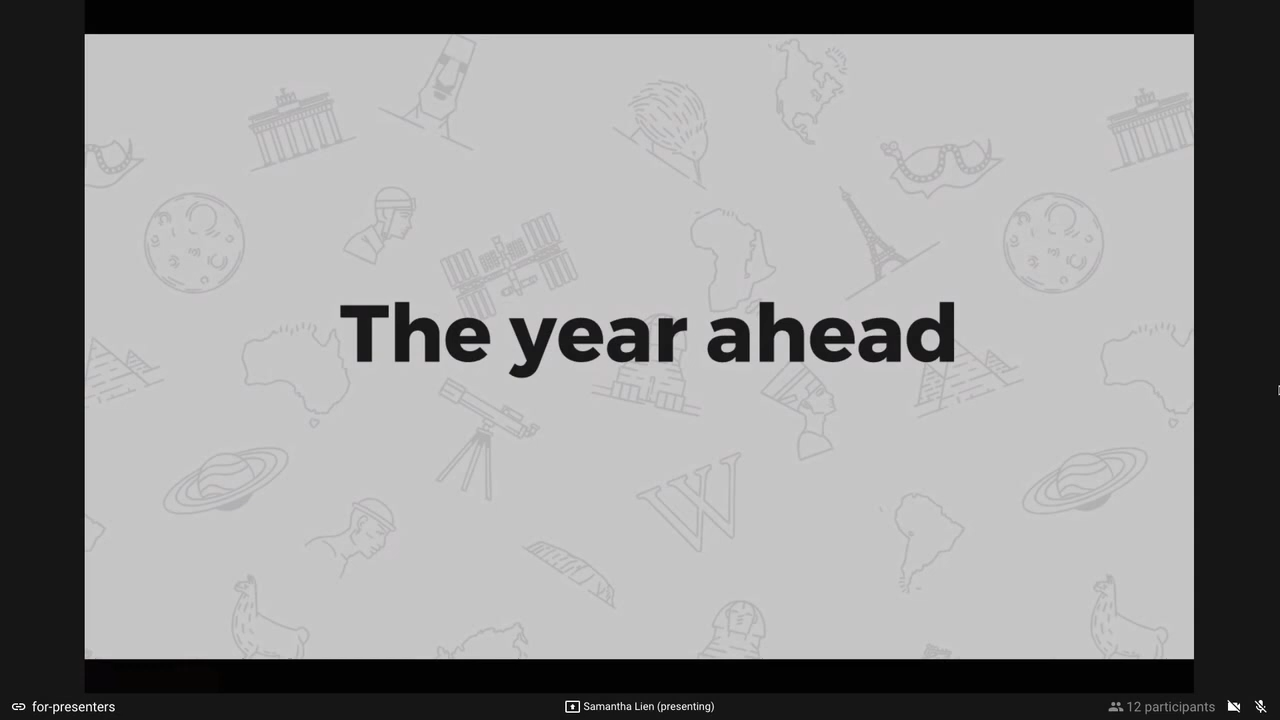 The year ahead
W
for-presenters
Samantha Lien (presenting)
12 participants